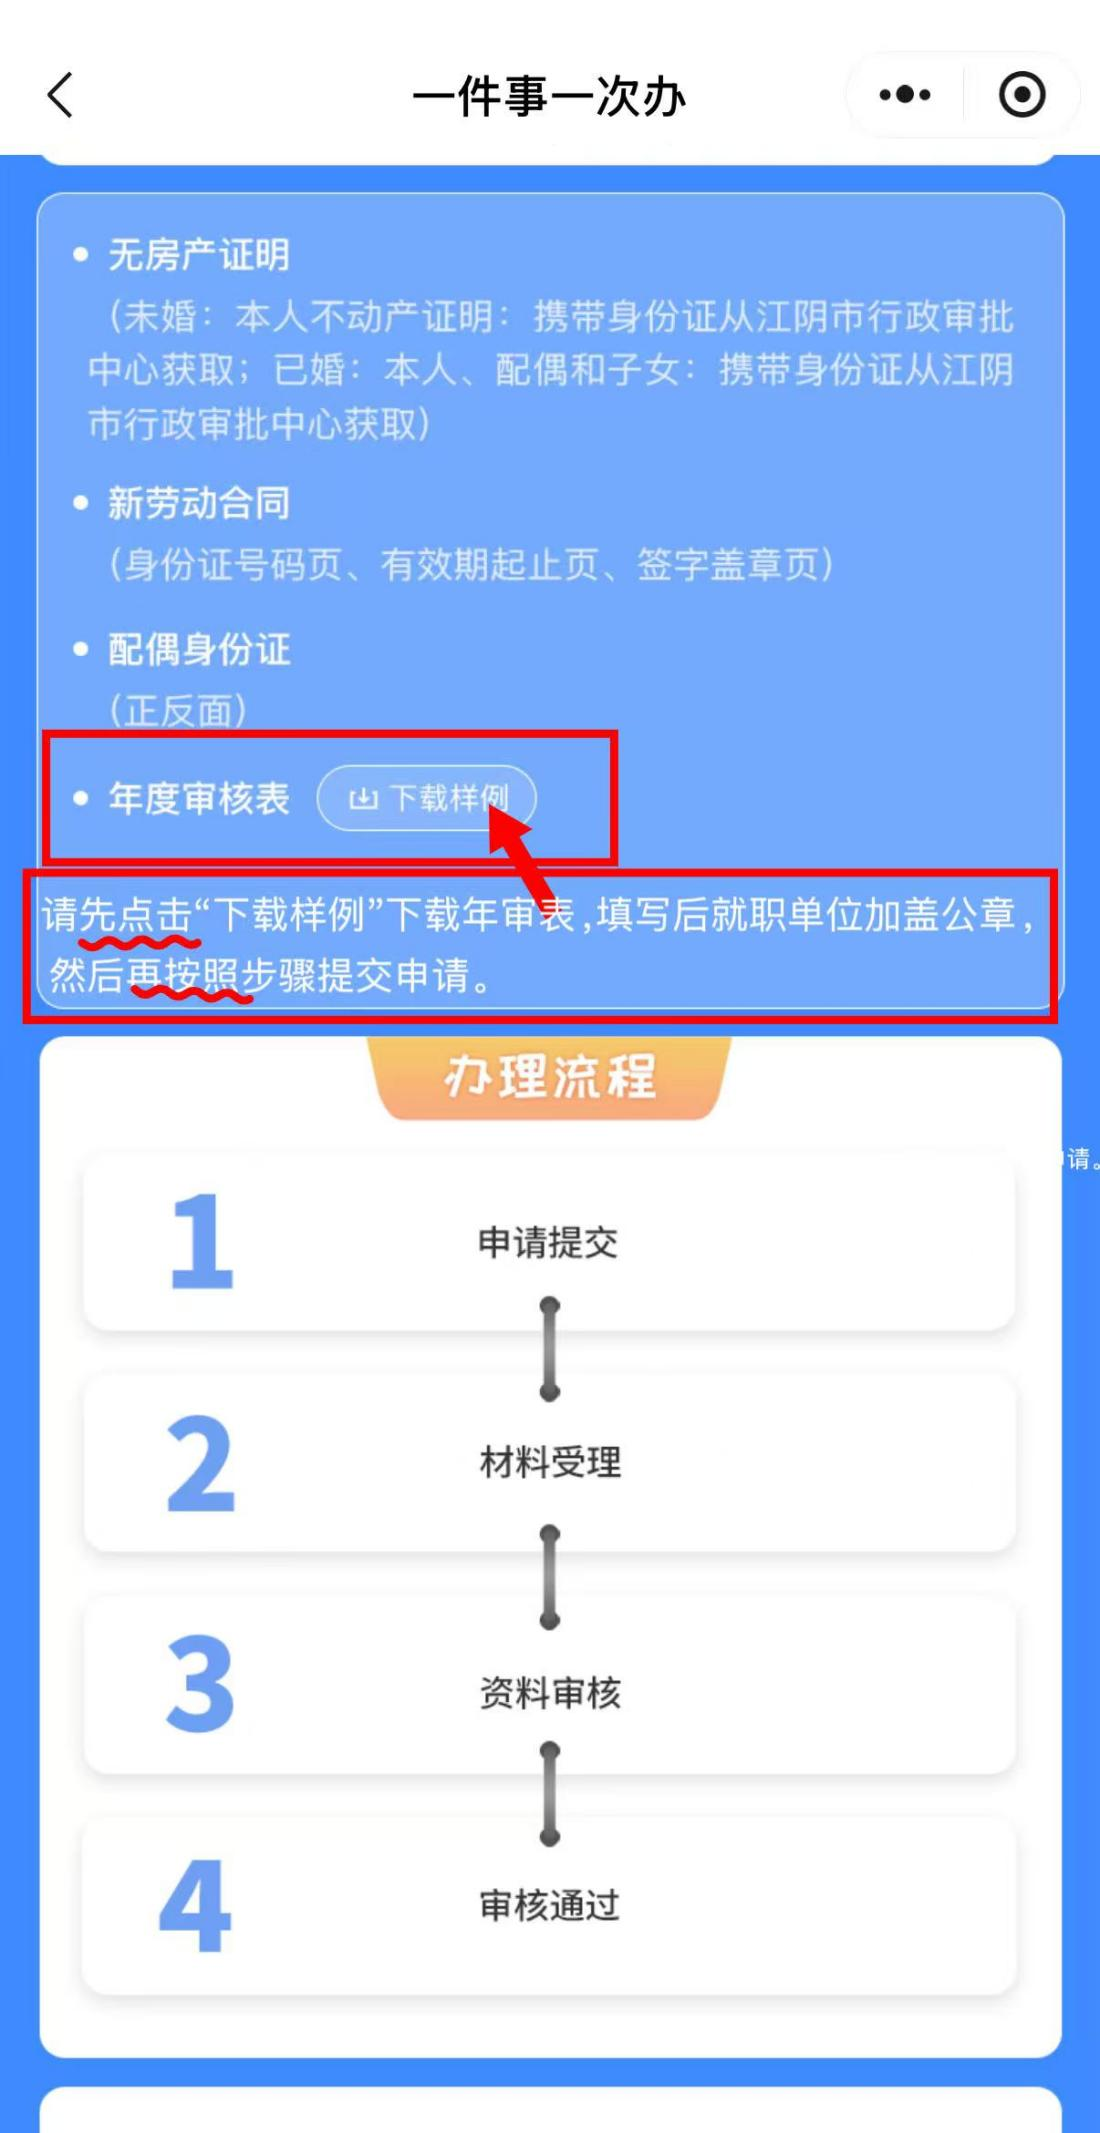 一件事一次办
无房产证明
（未婚：本人不动产证明：携带身份证从江阴市行政审批
中心获取；已婚：本人、配偶和子女：携带身份证从江阴
市行政审批中心获取）
新劳动合同
（身份证号码页、有效期起止页、签字盖章页）
配偶身份证
（正反面）
年度审核表 下载样例
请先点击“下载样例”下载年审表,填写后就职单位加盖公章，
然后再按照步骤提交申请。
办理流程
请。
1 申请提交
2 材料受理
3 资料审核
4 审核通过